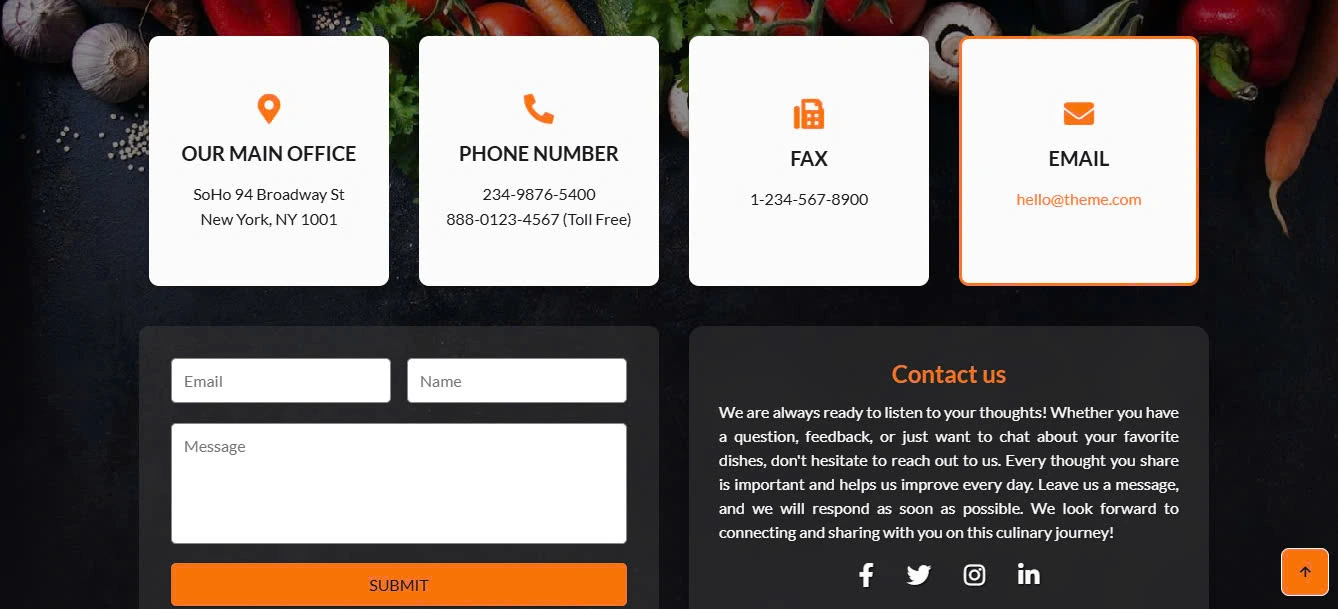 OUR MAIN OFFICE
SoHo 94 Broadway St
New York, NY 1001
PHONE NUMBER
234-9876-5400
888-0123-4567 (Toll Free)
FAX
1-234-567-8900
EMAIL
hello@theme.com
Email
Name
Message
SUBMIT
Contact us
We are always ready to listen to your thoughts! Whether you have
a question, feedback, or just want to chat about your favorite
dishes, don't hesitate to reach out to us. Every thought you share
is important and helps us improve every day. Leave us a message,
and we will respond as soon as possible. We look forward to
connecting and sharing with you on this culinary journey!